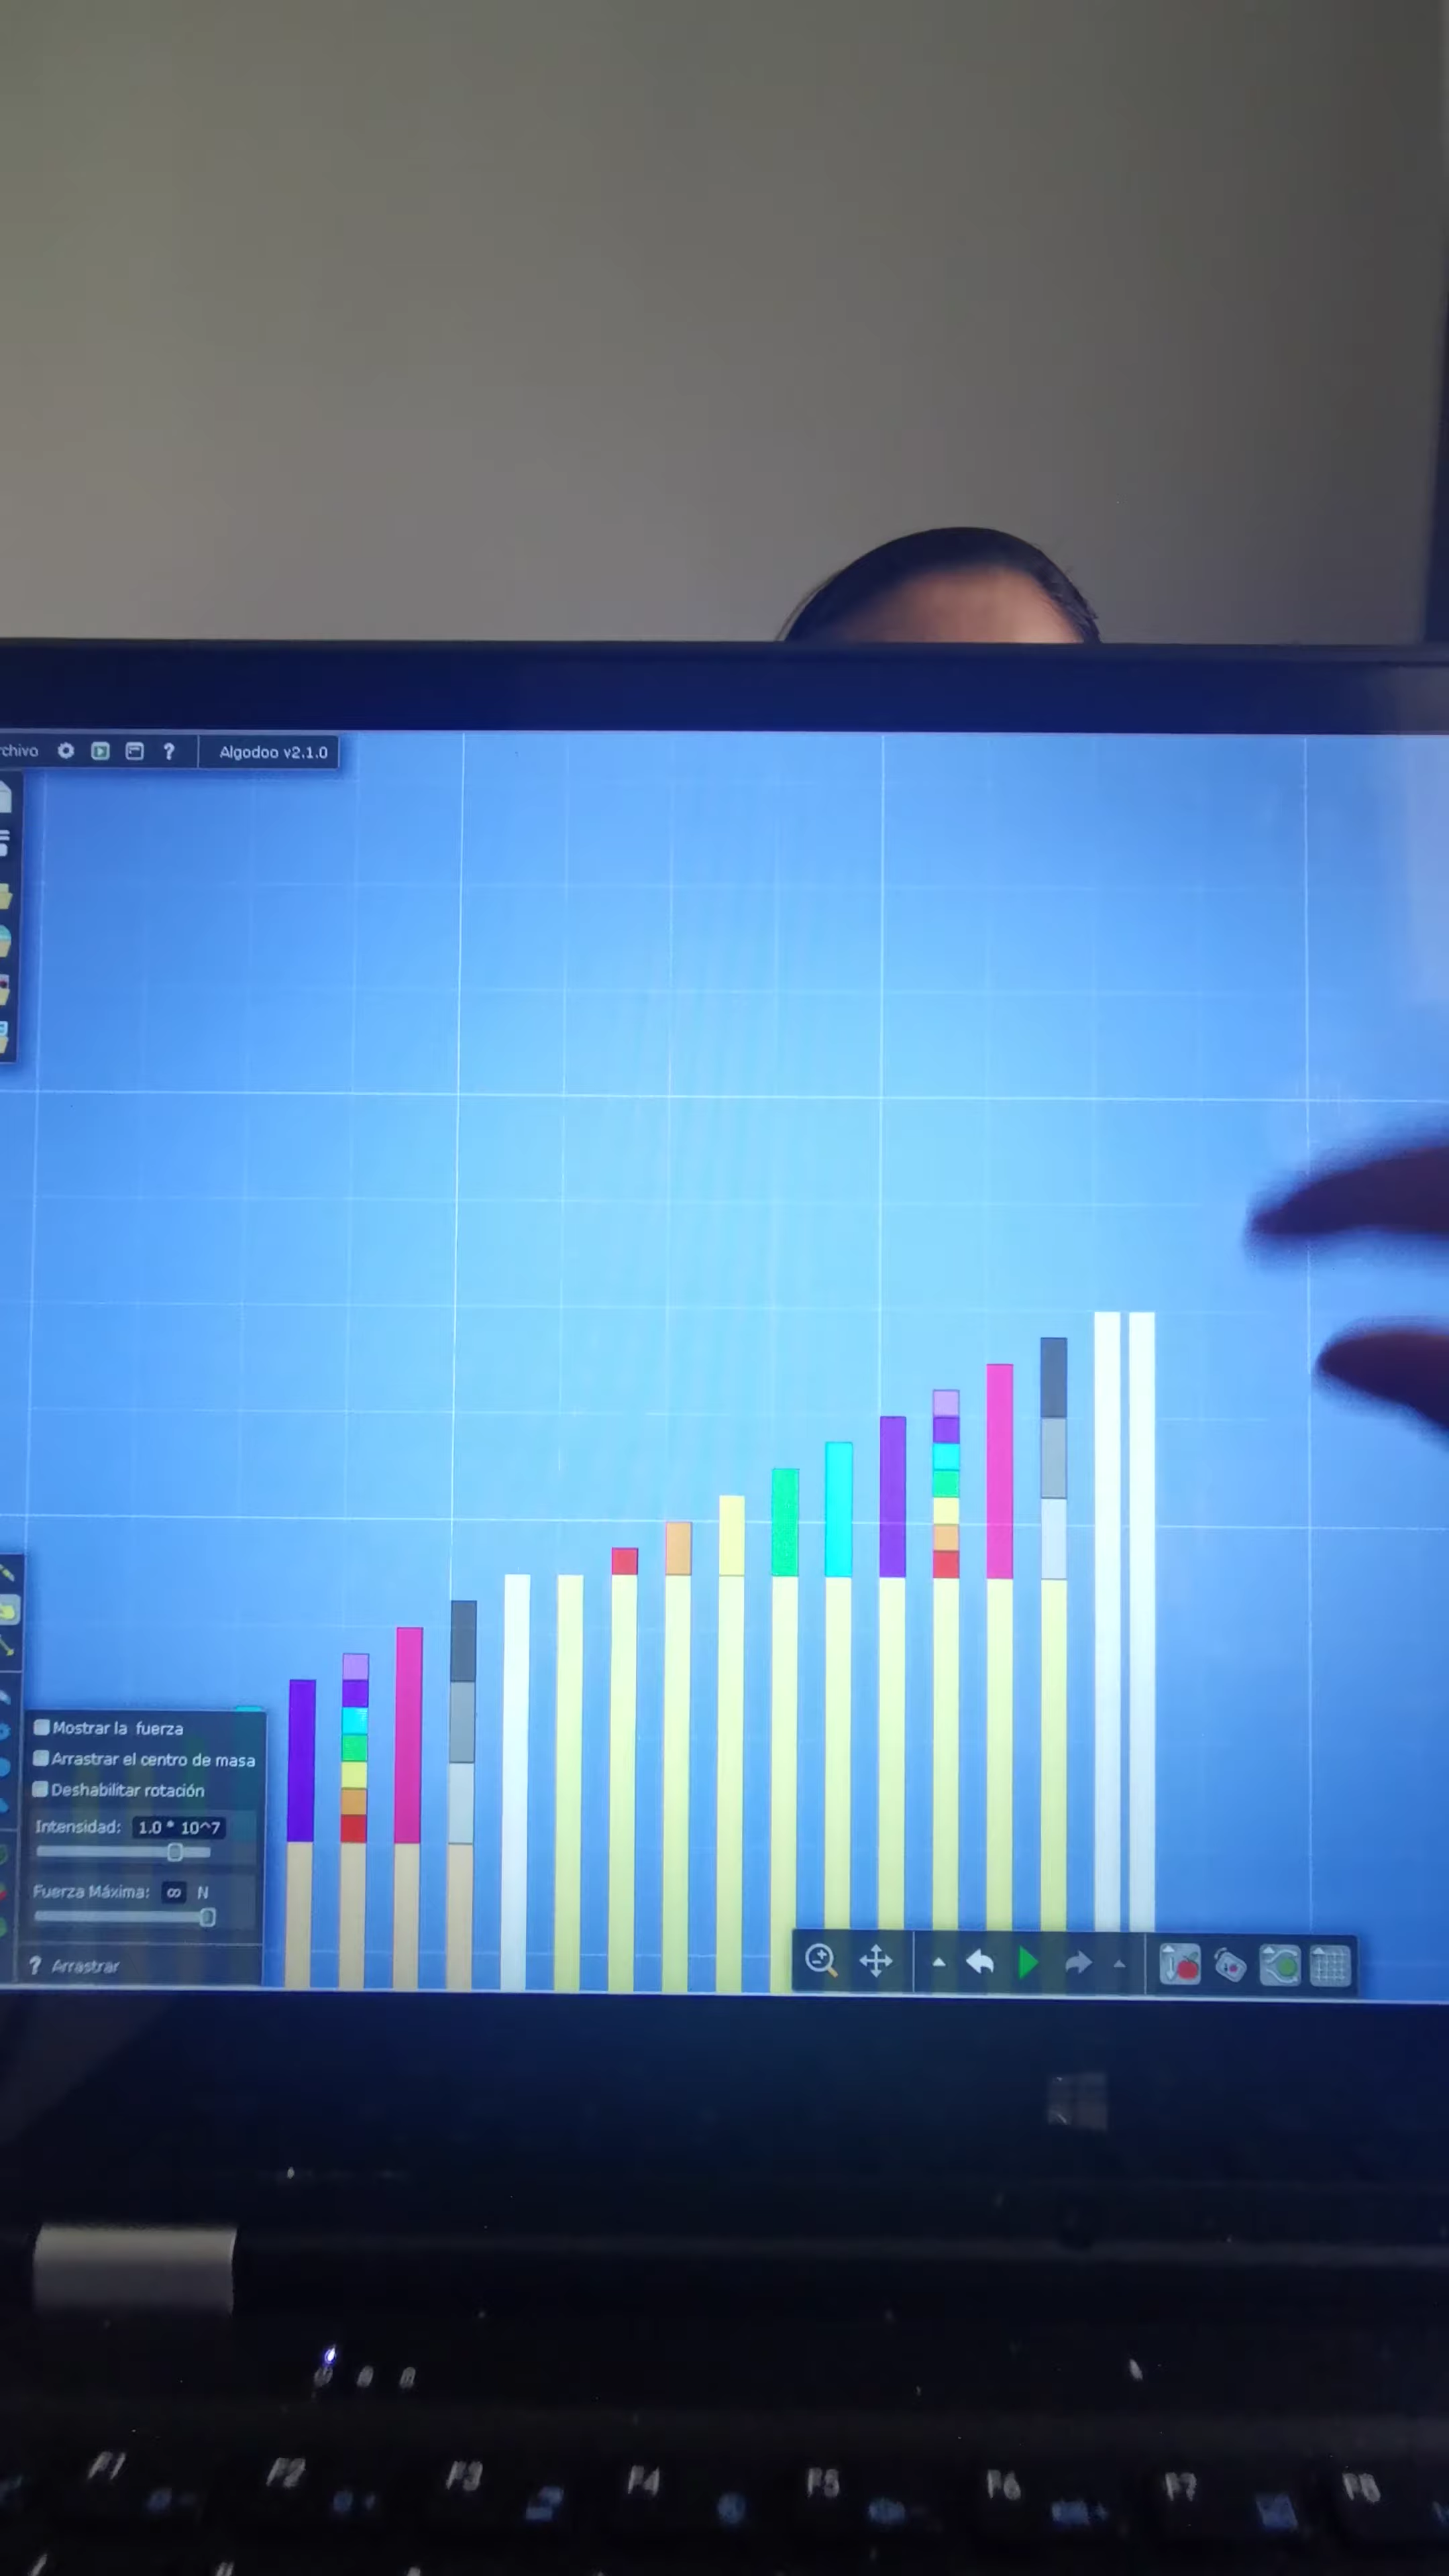 rchivo
?
Algodoo v2.1.0
Mostrar la fuerza
Arrastrar el centro de masa
Deshabilitar rotación
Intensidad: 1.0 * 10^7
Fuerza Máxima: ∞ N
? Arrastrar
F1 F2 F3 F4 F5 F6 F7 F8